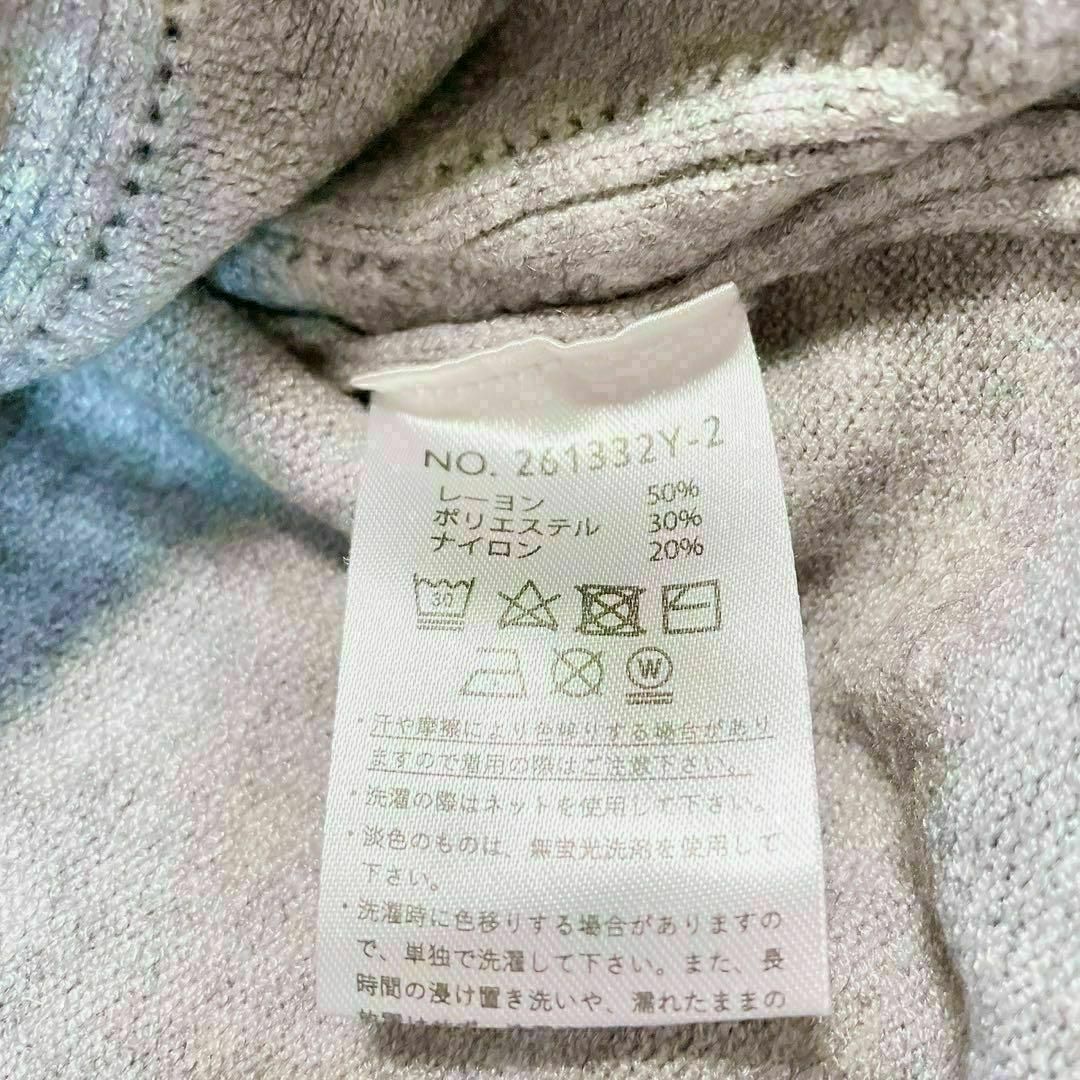 NO. 261332Y-2
レーヨン 50%
ポリエステル 30%
ナイロン 20%
30
W
・汗や摩擦により色移りする場合があり
ますので着用の際はご注意下さい。
・洗濯の際はネットを使用して下さい。
・淡色のものは、無蛍光洗剤を使用して
下さい。
・洗濯時に色移りする場合がありますの
で、単独で洗濯して下さい。また、長
時間の浸け置き洗いや、濡れたままの